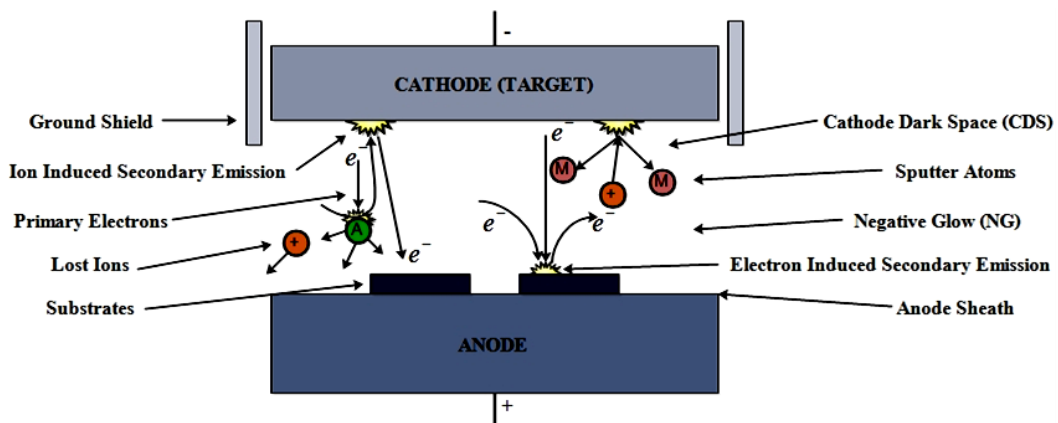 -
CATHODE (TARGET)
Ground Shield
e⁻
e⁻
Cathode Dark Space (CDS)
Ion Induced Secondary Emission
M
M
+
Sputter Atoms
Primary Electrons
e⁻
e⁻
Negative Glow (NG)
A
+
Lost Ions
e⁻
Electron Induced Secondary Emission
Substrates
Anode Sheath
ANODE
+